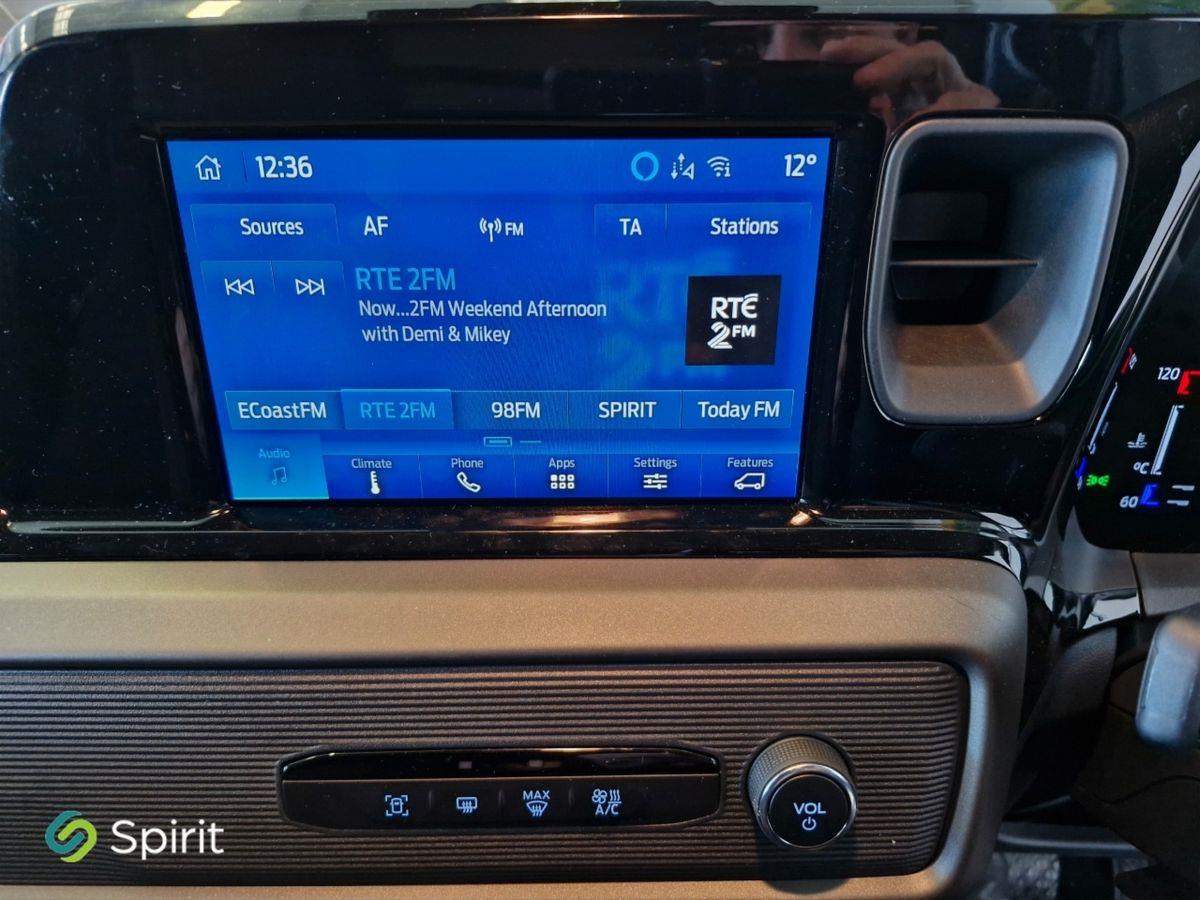 12:36
12°
Sources
AF
FM
TA
Stations
RTE 2FM
Now...2FM Weekend Afternoon
with Demi & Mikey
RTÉ
2FM
ECoastFM
RTE 2FM
98FM
SPIRIT
Today FM
Audio
Climate
Phone
Apps
Settings
Features
120
°C
60
MAX
A/C
VOL
Spirit